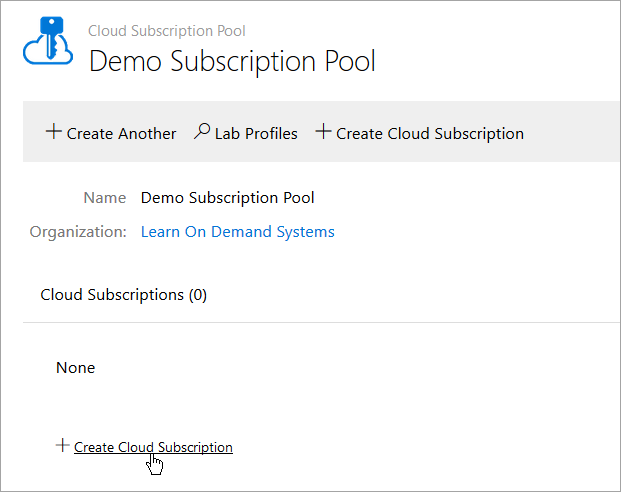 Cloud Subscription Pool
Demo Subscription Pool
Create Another Lab Profiles Create Cloud Subscription
Name Demo Subscription Pool
Organization: Learn On Demand Systems
Cloud Subscriptions (0)
None
Create Cloud Subscription